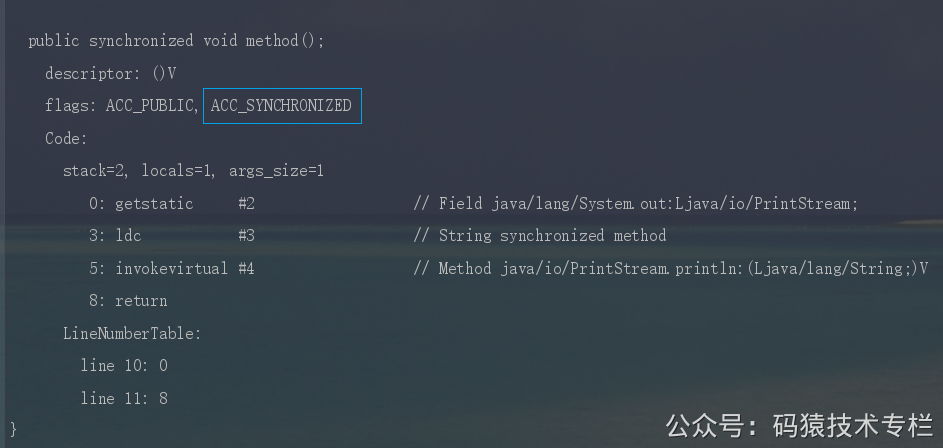 public synchronized void method();
descriptor: ()V
flags: ACC_PUBLIC, ACC_SYNCHRONIZED
Code:
stack=2, locals=1, args_size=1
0: getstatic #2 // Field java/lang/System.out:Ljava/io/PrintStream;
3: ldc #3 // String synchronized method
5: invokevirtual #4 // Method java/io/PrintStream.println:(Ljava/lang/String;)V
8: return
LineNumberTable:
line 10: 0
line 11: 8
}
公众号：码猿技术专栏